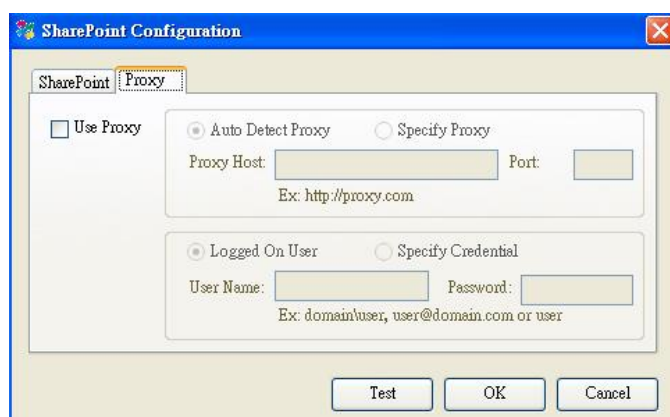 SharePoint Configuration
SharePoint Proxy
Use Proxy Auto Detect Proxy Specify Proxy
Proxy Host: Port:
Ex: http://proxy.com
Logged On User Specify Credential
User Name: Password:
Ex: domain\user, user@domain.com or user
Test OK Cancel